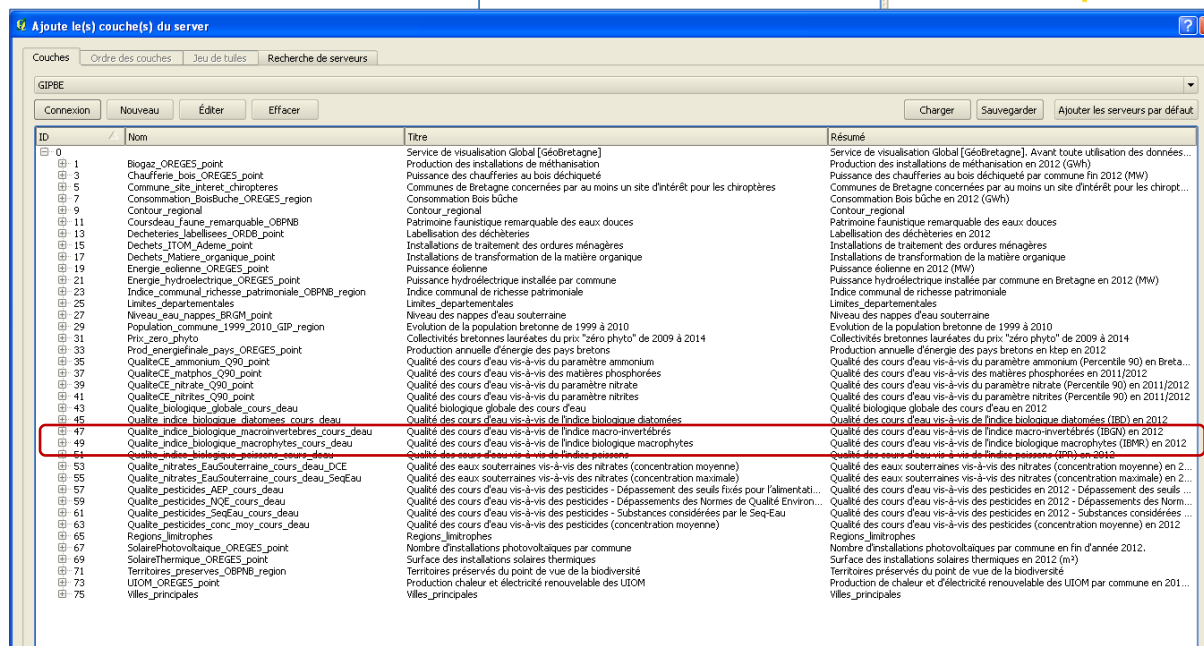 Ajoute le(s) couche(s) du server
Couches Ordre des couches Jeu de tuiles Recherche de serveurs
GIPBE
Connexion Nouveau Éditer Effacer Charger Sauvegarder Ajouter les serveurs par défaut
ID Nom Titre Résumé
0 Service de visualisation Global [GéoBretagne] Service de visualisation Global [GéoBretagne]. Avant toute utilisation des données...
1 Biogaz_OREGES_point Production des installations de méthanisation Production des installations de méthanisation en 2012 (GWh)
3 Chaufferie_bois_OREGES_point Puissance des chaufferies au bois déchiqueté Puissance des chaufferies au bois déchiqueté par commune fin 2012 (MW)
5 Commune_site_interet_chiropteres Communes de Bretagne concernées par au moins un site d'intérêt pour les chiroptères Communes de Bretagne concernées par au moins un site d'intérêt pour les chiropt...
7 Consommation_BoisBuche_OREGES_region Consommation Bois bûche Consommation Bois bûche en 2012 (GWh)
9 Contour_regional Contour_regional Contour_regional
11 Coursdeau_faune_remarquable_OBPNB Patrimoine faunistique remarquable des eaux douces Patrimoine faunistique remarquable des eaux douces
13 Decheteries_labellisees_ORDB_point Labellisation des déchèteries Labellisation des déchèteries en 2012
15 Dechets_ITOM_Ademe_point Installations de traitement des ordures ménagères Installations de traitement des ordures ménagères
17 Dechets_Matiere_organique_point Installations de transformation de la matière organique Installations de transformation de la matière organique
19 Energie_eolienne_OREGES_point Puissance éolienne Puissance éolienne en 2012 (MW)
21 Energie_hydroelectrique_OREGES_point Puissance hydroélectrique installée par commune Puissance hydroélectrique installée par commune en Bretagne en 2012 (MW)
23 Indice_communal_richesse_patrimoniale_OBPNB_region Indice communal de richesse patrimoniale Indice communal de richesse patrimoniale
25 Limites_departementales Limites_departementales Limites_departementales
27 Niveau_eau_nappes_BRGM_point Niveau des nappes d'eau souterraine Niveau des nappes d'eau souterraine
29 Population_commune_1999_2010_GIP_region Evolution de la population bretonne de 1999 à 2010 Evolution de la population bretonne de 1999 à 2010
31 Prix_zero_phyto Collectivités bretonnes lauréates du prix "zéro phyto" de 2009 à 2014 Collectivités bretonnes lauréates du prix "zéro phyto" de 2009 à 2014
33 Prod_energiefinale_pays_OREGES_point Production annuelle d'énergie des pays bretons Production annuelle d'énergie des pays bretons en ktep en 2012
35 QualiteCE_ammonium_Q90_point Qualité des cours d'eau vis-à-vis du paramètre ammonium Qualité des cours d'eau vis-à-vis du paramètre ammonium (Percentile 90) en Breta...
37 QualiteCE_matphos_Q90_point Qualité des cours d'eau vis-à-vis des matières phosphorées Qualité des cours d'eau vis-à-vis des matières phosphorées en 2011/2012
39 QualiteCE_nitrate_Q90_point Qualité des cours d'eau vis-à-vis du paramètre nitrate Qualité des cours d'eau vis-à-vis du paramètre nitrate (Percentile 90) en 2011/2012
41 QualiteCE_nitrites_Q90_point Qualité des cours d'eau vis-à-vis du paramètre nitrites Qualité des cours d'eau vis-à-vis du paramètre nitrites (Percentile 90) en 2011/2012
43 Qualite_biologique_globale_cours_deau Qualité biologique globale des cours d'eau Qualité biologique globale des cours d'eau en 2012
45 Qualite_indice_biologique_diatomees_cours_deau Qualité des cours d'eau vis-à-vis de l'indice biologique diatomées Qualité des cours d'eau vis-à-vis de l'indice biologique diatomées (IBD) en 2012
47 Qualite_indice_biologique_macroinvertebres_cours_deau Qualité des cours d'eau vis-à-vis de l'indice macro-invertébrés Qualité des cours d'eau vis-à-vis de l'indice macro-invertébrés (IBGN) en 2012
49 Qualite_indice_biologique_macrophytes_cours_deau Qualité des cours d'eau vis-à-vis de l'indice biologique macrophytes Qualité des cours d'eau vis-à-vis de l'indice biologique macrophytes (IBMR) en 2012
51 Qualite_indice_biologique_poissons_cours_deau Qualité des cours d'eau vis-à-vis de l'indice poissons Qualité des cours d'eau vis-à-vis de l'indice poissons (IPR) en 2012
53 Qualite_nitrates_EauSouterraine_cours_deau_DCE Qualité des eaux souterraines vis-à-vis des nitrates (concentration moyenne) Qualité des eaux souterraines vis-à-vis des nitrates (concentration moyenne) en 2...
55 Qualite_nitrates_EauSouterraine_cours_deau_SeqEau Qualité des eaux souterraines vis-à-vis des nitrates (concentration maximale) Qualité des eaux souterraines vis-à-vis des nitrates (concentration maximale) en 2...
57 Qualite_pesticides_AEP_cours_deau Qualité des cours d'eau vis-à-vis des pesticides - Dépassement des seuils fixés pour l'alimentati... Qualité des cours d'eau vis-à-vis des pesticides en 2012 - Dépassement des seuils ...
59 Qualite_pesticides_NQE_cours_deau Qualité des cours d'eau vis-à-vis des pesticides - Dépassements des Normes de Qualité Environ... Qualité des cours d'eau vis-à-vis des pesticides en 2012 - Dépassements des Norm...
61 Qualite_pesticides_SeqEau_cours_deau Qualité des cours d'eau vis-à-vis des pesticides - Substances considérées par le Seq-Eau Qualité des cours d'eau vis-à-vis des pesticides en 2012 - Substances considérées ...
63 Qualite_pesticides_conc_moy_cours_deau Qualité des cours d'eau vis-à-vis des pesticides (concentration moyenne) Qualité des cours d'eau vis-à-vis des pesticides (concentration moyenne) en 2012
65 Regions_limitrophes Regions_limitrophes Regions_limitrophes
67 SolairePhotovoltaique_OREGES_point Nombre d'installations photovoltaïques par commune Nombre d'installations photovoltaïques par commune en fin d'année 2012.
69 SolaireThermique_OREGES_point Surface des installations solaires thermiques Surface des installations solaires thermiques en 2012 (m²)
71 Territoires_preserves_OBPNB_region Territoires préservés du point de vue de la biodiversité Territoires préservés du point de vue de la biodiversité
73 UIOM_OREGES_point Production chaleur et électricité renouvelable des UIOM Production de chaleur et d'électricité renouvelable des UIOM par commune en 201...
75 Villes_principales Villes_principales Villes_principales